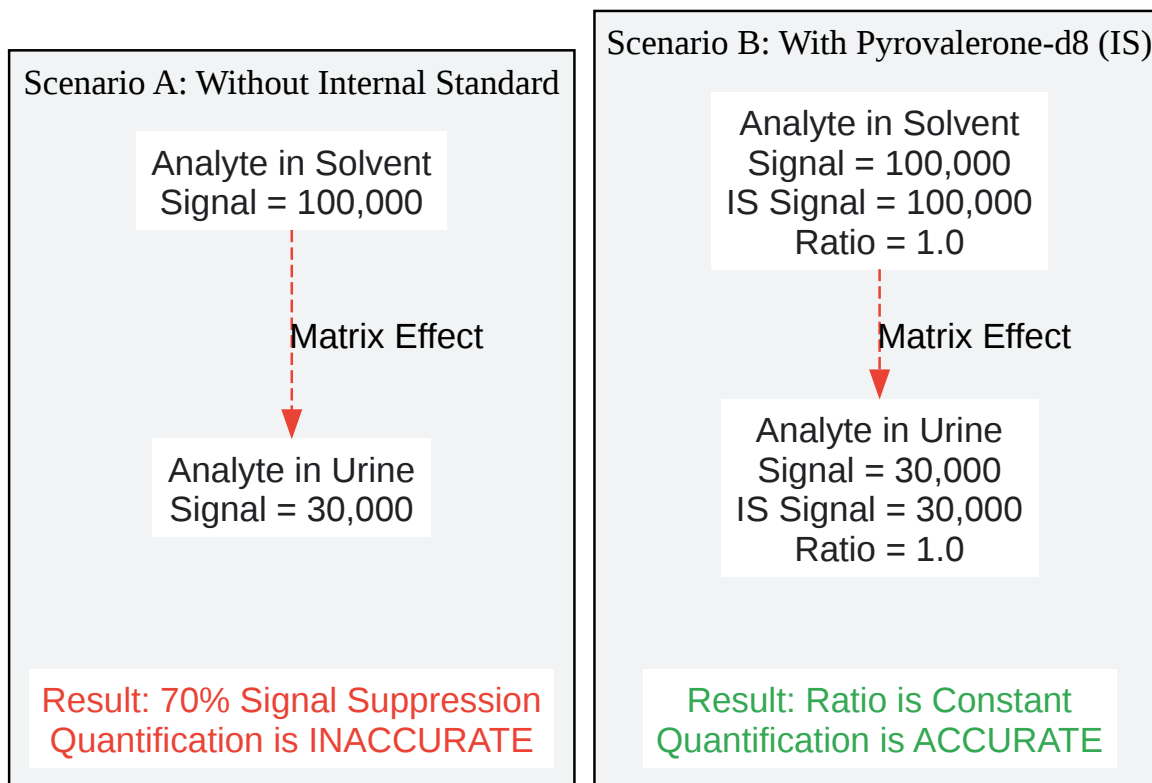 Scenario A: Without Internal Standard
Analyte in Solvent
Signal = 100,000
Matrix Effect
Analyte in Urine
Signal = 30,000
Result: 70% Signal Suppression
Quantification is INACCURATE
Scenario B: With Pyrovalerone-d8 (IS)
Analyte in Solvent
Signal = 100,000
IS Signal = 100,000
Ratio = 1.0
Matrix Effect
Analyte in Urine
Signal = 30,000
IS Signal = 30,000
Ratio = 1.0
Result: Ratio is Constant
Quantification is ACCURATE